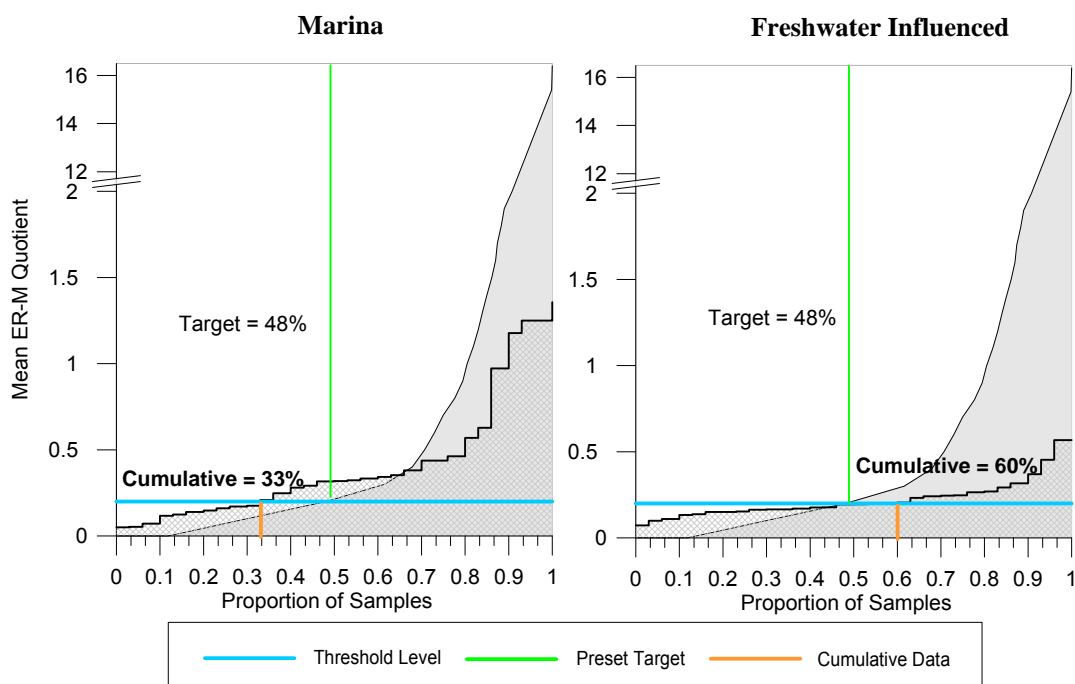 Marina
Freshwater Influenced
Mean ER-M Quotient
16
14
12
2
1.5
1
0.5
0
Target = 48%
Cumulative = 33%
0 0.1 0.2 0.3 0.4 0.5 0.6 0.7 0.8 0.9 1
Proportion of Samples
16
14
12
2
1.5
1
0.5
0
Target = 48%
Cumulative = 60%
0 0.1 0.2 0.3 0.4 0.5 0.6 0.7 0.8 0.9 1
Proportion of Samples
Threshold Level Preset Target Cumulative Data